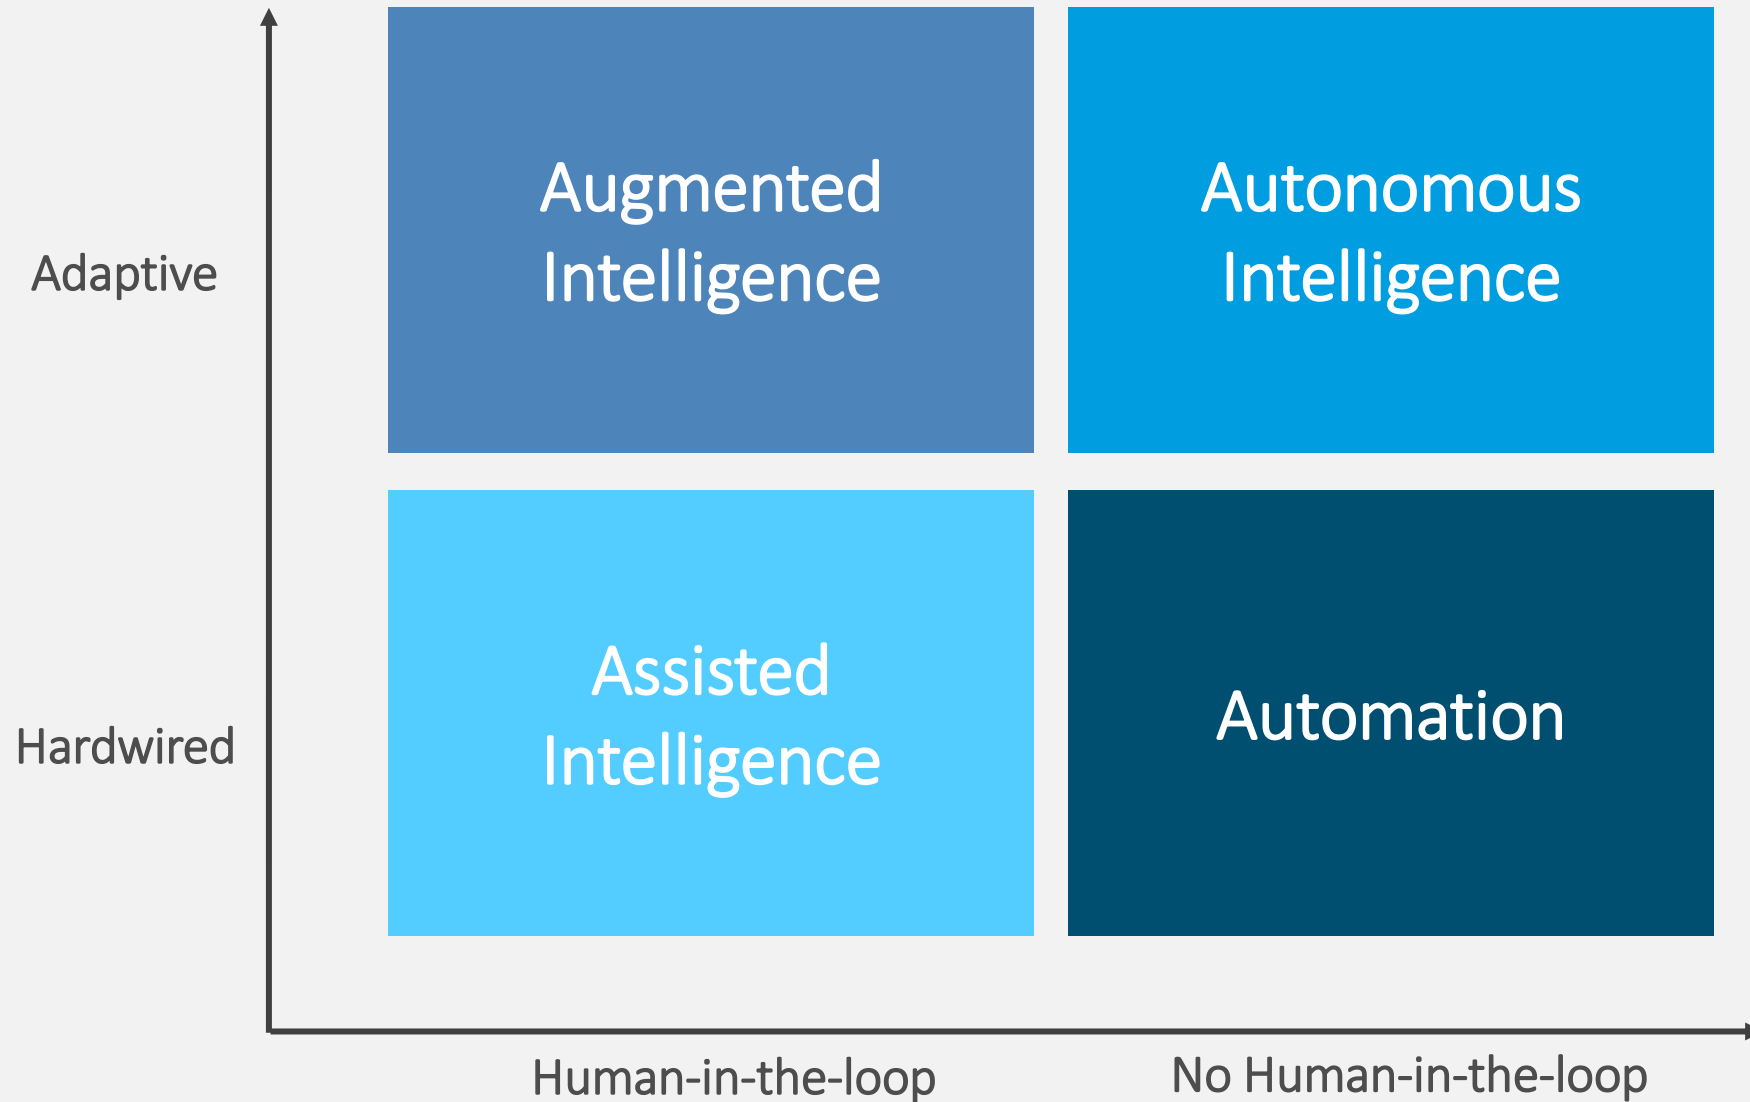 Augmented
Intelligence
Autonomous
Intelligence
Adaptive
Assisted
Intelligence
Automation
Hardwired
Human-in-the-loop
No Human-in-the-loop